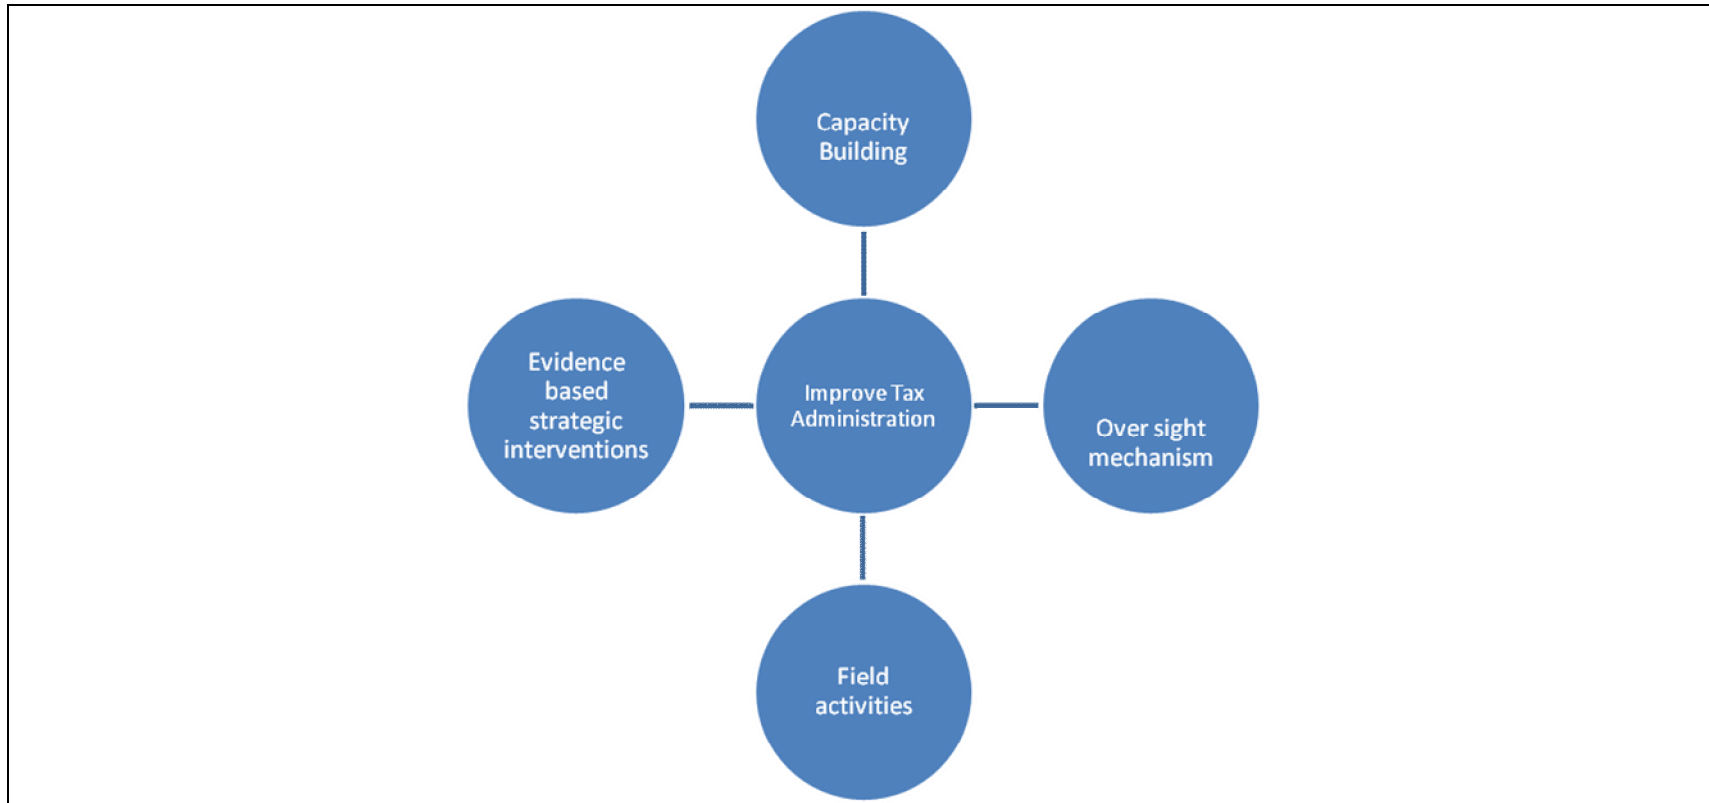 Capacity
Building
Evidence
based
strategic
interventions
Improve Tax
Administration
Over sight
mechanism
Field
activities